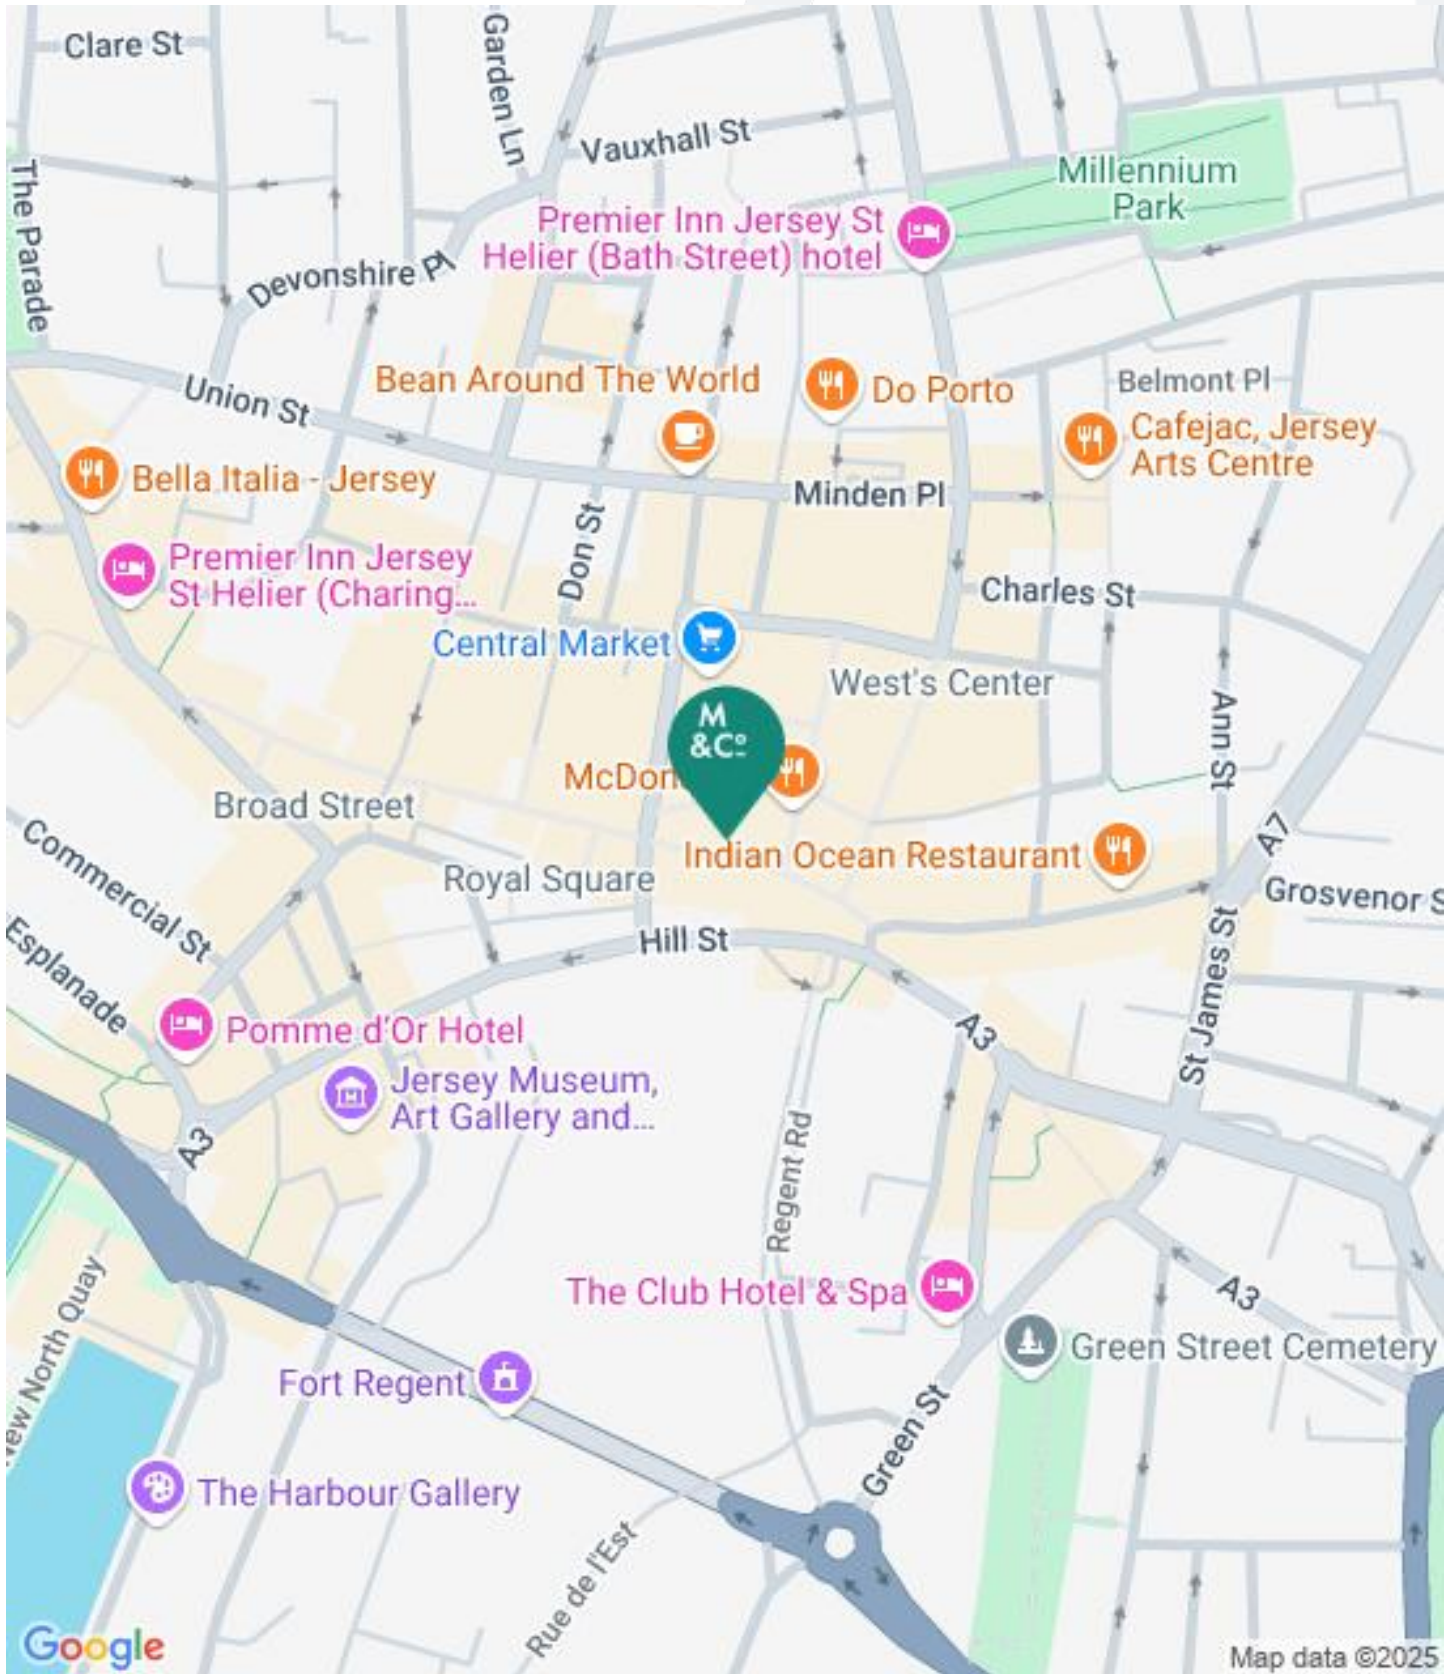 Clare St
Garden Ln
Vauxhall St
The Parade
Millennium
Park
Premier Inn Jersey St
Helier (Bath Street) hotel
Devonshire Pl
Union St
Bean Around The World
Do Porto
Belmont Pl
Cafejac, Jersey
Arts Centre
Bella Italia - Jersey
Minden Pl
Don St
Premier Inn Jersey
St Helier (Charing...
Charles St
Central Market
West's Center
Ann St
M
&Cº
McDon
Broad Street
Commercial St
A7
Indian Ocean Restaurant
Royal Square
Grosvenor S
Esplanade
Hill St
St James St
A3
Pomme d'Or Hotel
Jersey Museum,
Art Gallery and...
A3
Regent Rd
The Club Hotel & Spa
A3
New North Quay
Green Street Cemetery
Fort Regent
Green St
The Harbour Gallery
Rue de l'Est
Google
Map data ©2025